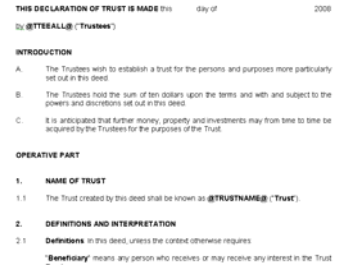 THIS DECLARATION OF TRUST IS MADE this day of 2008
by @TTEEALL@ ("Trustees")
INTRODUCTION
A. The Trustees wish to establish a trust for the persons and purposes more particularly
set out in this deed.
B. The Trustees hold the sum of ten dollars upon the terms and with and subject to the
powers and discretions set out in this deed.
C. It is anticipated that further money, property and investments may from time to time be
acquired by the Trustees for the purposes of the Trust.
OPERATIVE PART
1. NAME OF TRUST
1.1 The Trust created by this deed shall be known as @TRUSTNAME@ ("Trust").
2. DEFINITIONS AND INTERPRETATION
2.1 Definitions In this deed, unless the context otherwise requires
"Beneficiary" means any person who receives or may receive any interest in the Trust